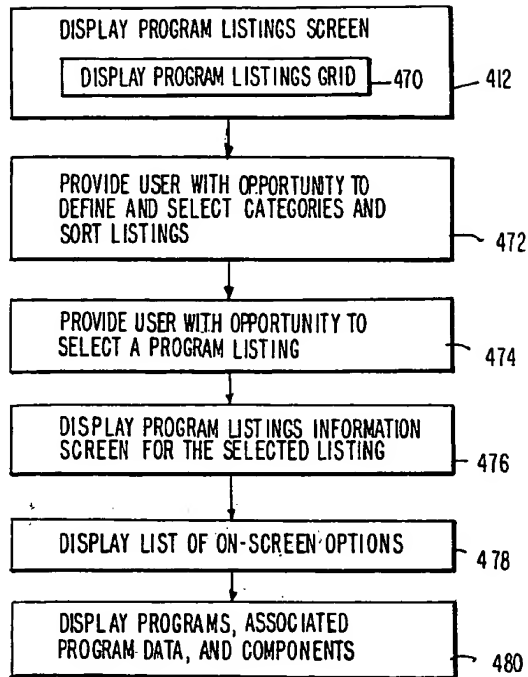 DISPLAY PROGRAM LISTINGS SCREEN
DISPLAY PROGRAM LISTINGS GRID
470
412
PROVIDE USER WITH OPPORTUNITY TO
DEFINE AND SELECT CATEGORIES AND
SORT LISTINGS
472
PROVIDE USER WITH OPPORTUNITY TO
SELECT A PROGRAM LISTING
474
DISPLAY PROGRAM LISTINGS INFORMATION
SCREEN FOR THE SELECTED LISTING
476
DISPLAY LIST OF ON-SCREEN OPTIONS
478
DISPLAY PROGRAMS, ASSOCIATED
PROGRAM DATA, AND COMPONENTS
480